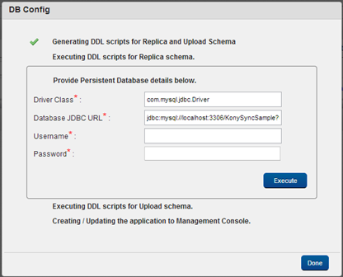 DB Config
Generating DDL scripts for Replica and Upload Schema
Executing DDL scripts for Replica schema.
Provide Persistent Database details below.
Driver Class* : com.mysql.jdbc.Driver
Database JDBC URL* : jdbc:mysql://localhost:3306/KonySyncSample?
Username* :
Password* :
Execute
Executing DDL scripts for Upload schema.
Creating / Updating the application to Management Console.
Done